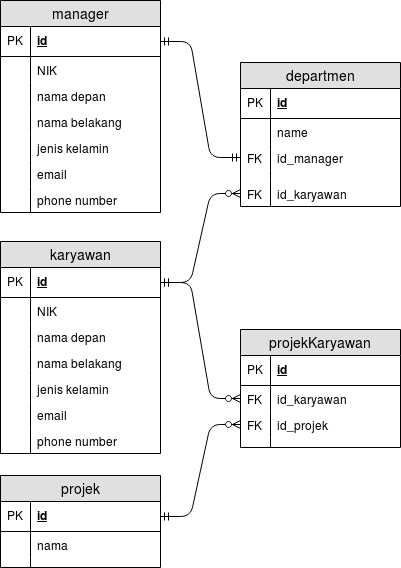 manager
PK id
NIK
nama depan
nama belakang
jenis kelamin
email
phone number
departmen
PK id
name
FK id_manager
FK id_karyawan
karyawan
PK id
NIK
nama depan
nama belakang
jenis kelamin
email
phone number
projekKaryawan
PK id
FK id_karyawan
FK id_projek
projek
PK id
nama